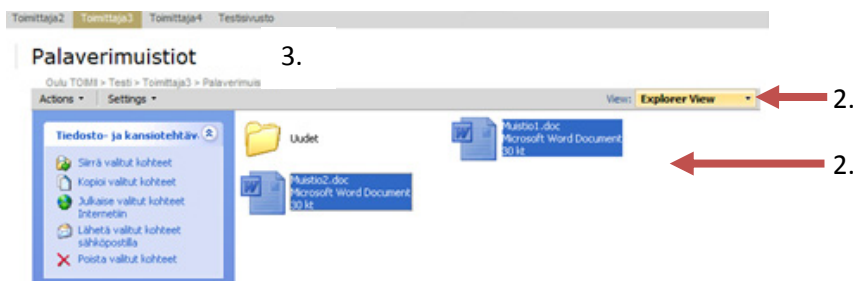 Toimittaja2 Toimittaja3 Toimittaja4 Testisivusto
Palaverimuistiot 3.
Oulu TOIMII > Testi > Toimittaja3 > Palaverimuis
Actions Settings View: Explorer View 2.
Tiedosto- ja kansiotehtäv.
Uudet
Muistio1.doc
Microsoft Word Document
30 kt
2.
Siirrä valitut kohteet
Kopioi valitut kohteet
Julkaise valitut kohteet
Internetiin
Lähetä valitut kohteet
sähköpostilla
Poista valitut kohteet
Muistio2.doc
Microsoft Word Document
30 kt